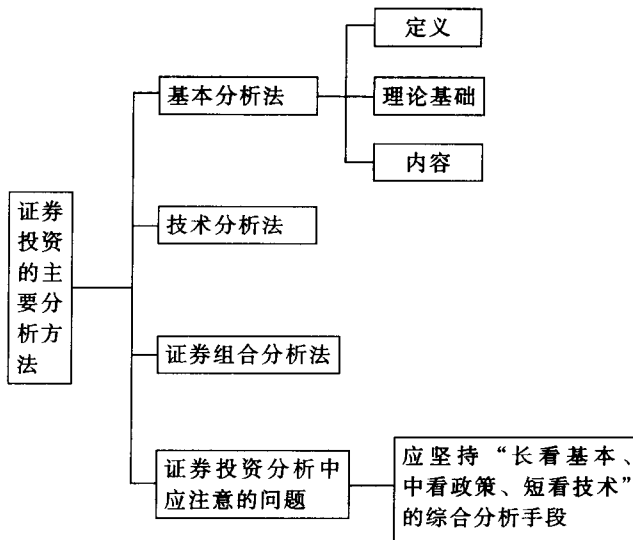 定义
基本分析法
理论基础
内容
证券
投资
的主
要分
析方
法
技术分析法
证券组合分析法
证券投资分析中
应注意的问题
应坚持“长看基本、
中看政策、短看技术”
的综合分析手段